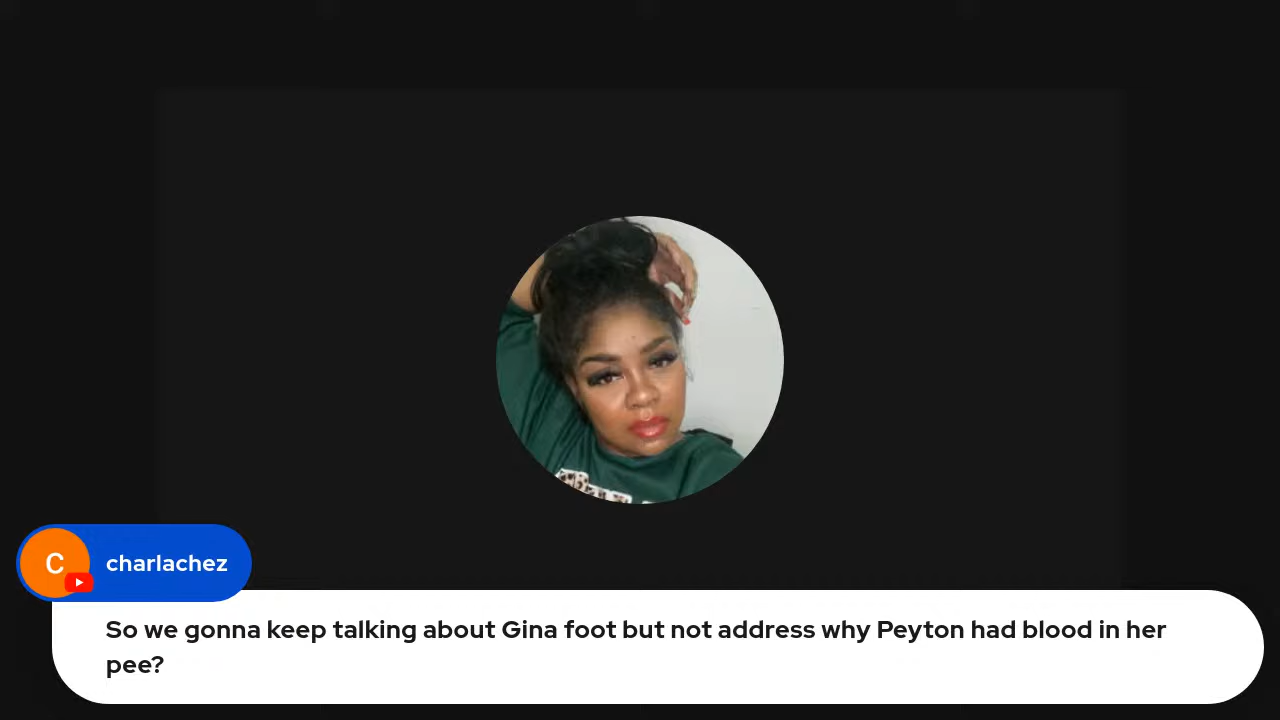 C
charlachez
So we gonna keep talking about Gina foot but not address why Peyton had blood in her
pee?